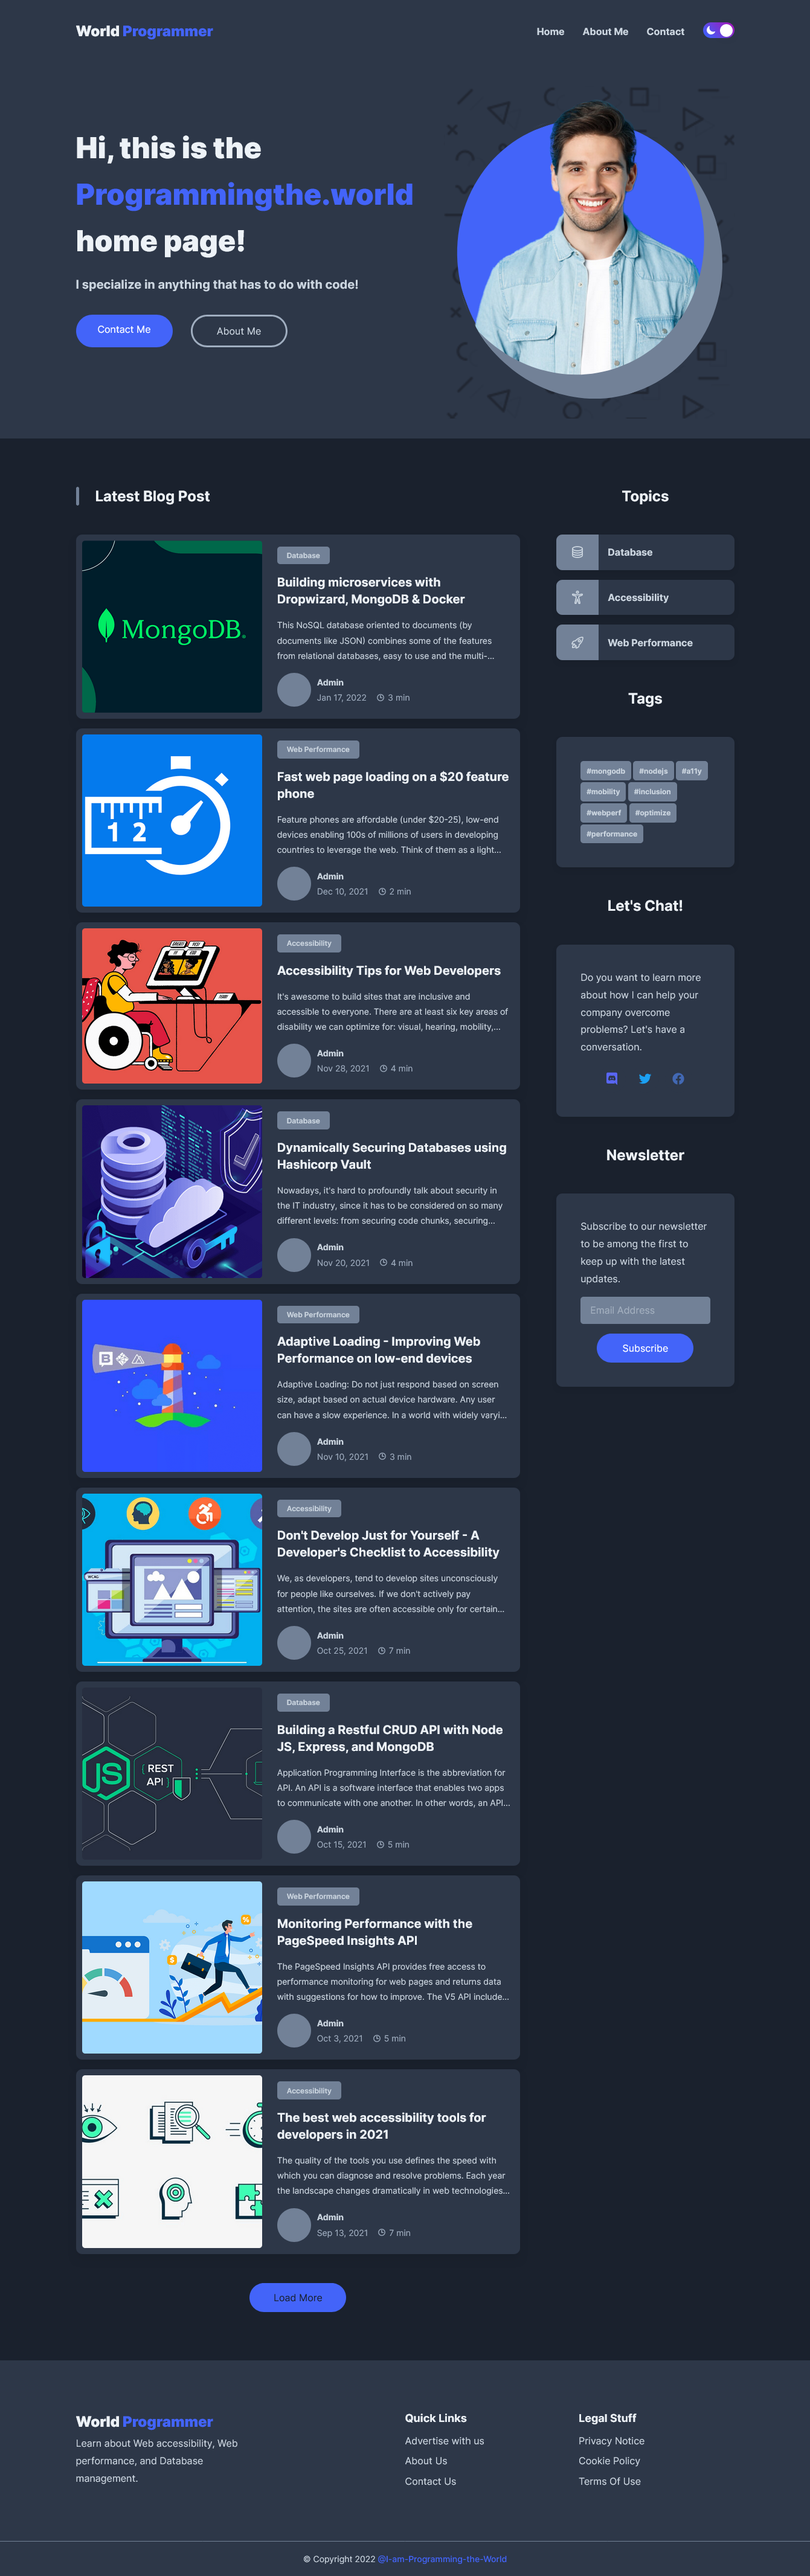 World Programmer
Home
About Me
Contact
Hi, this is the
Programmingthe.world
home page!
I specialize in anything that has to do with code!
Contact Me
About Me
Latest Blog Post
MongoDB®
Database
Building microservices with
Dropwizard, MongoDB & Docker
This NoSQL database oriented to documents (by
documents like JSON) combines some of the features
from relational databases, easy to use and the multi-...
Admin
Jan 17, 2022
3 min
1 2
Web Performance
Fast web page loading on a $20 feature
phone
Feature phones are affordable (under $20-25), low-end
devices enabling 100s of millions of users in developing
countries to leverage the web. Think of them as a light...
Admin
Dec 10, 2021
2 min
Accessibility
Accessibility Tips for Web Developers
It's awesome to build sites that are inclusive and
accessible to everyone. There are at least six key areas of
disability we can optimize for: visual, hearing, mobility,...
Admin
Nov 28, 2021
4 min
Database
Dynamically Securing Databases using
Hashicorp Vault
Nowadays, it's hard to profoundly talk about security in
the IT industry, since it has to be considered on so many
different levels: from securing code chunks, securing...
Admin
Nov 20, 2021
4 min
Web Performance
Adaptive Loading - Improving Web
Performance on low-end devices
Adaptive Loading: Do not just respond based on screen
size, adapt based on actual device hardware. Any user
can have a slow experience. In a world with widely varyi...
Admin
Nov 10, 2021
3 min
WCAG
Accessibility
Don't Develop Just for Yourself - A
Developer's Checklist to Accessibility
We, as developers, tend to develop sites unconsciously
for people like ourselves. If we don't actively pay
attention, the sites are often accessible only for certain...
Admin
Oct 25, 2021
7 min
JS
{ REST
API }
Database
Building a Restful CRUD API with Node
JS, Express, and MongoDB
Application Programming Interface is the abbreviation for
API. An API is a software interface that enables two apps
to communicate with one another. In other words, an API...
Admin
Oct 15, 2021
5 min
%
$
Web Performance
Monitoring Performance with the
PageSpeed Insights API
The PageSpeed Insights API provides free access to
performance monitoring for web pages and returns data
with suggestions for how to improve. The V5 API include...
Admin
Oct 3, 2021
5 min
Accessibility
The best web accessibility tools for
developers in 2021
The quality of the tools you use defines the speed with
which you can diagnose and resolve problems. Each year
the landscape changes dramatically in web technologies...
Admin
Sep 13, 2021
7 min
Load More
Topics
Database
Accessibility
Web Performance
Tags
#mongodb #nodejs #a11y
#mobility #inclusion
#webperf #optimize
#performance
Let's Chat!
Do you want to learn more
about how I can help your
company overcome
problems? Let's have a
conversation.
Newsletter
Subscribe to our newsletter
to be among the first to
keep up with the latest
updates.
Email Address
Subscribe
World Programmer
Learn about Web accessibility, Web
performance, and Database
management.
Quick Links
Advertise with us
About Us
Contact Us
Legal Stuff
Privacy Notice
Cookie Policy
Terms Of Use
© Copyright 2022 @I-am-Programming-the-World